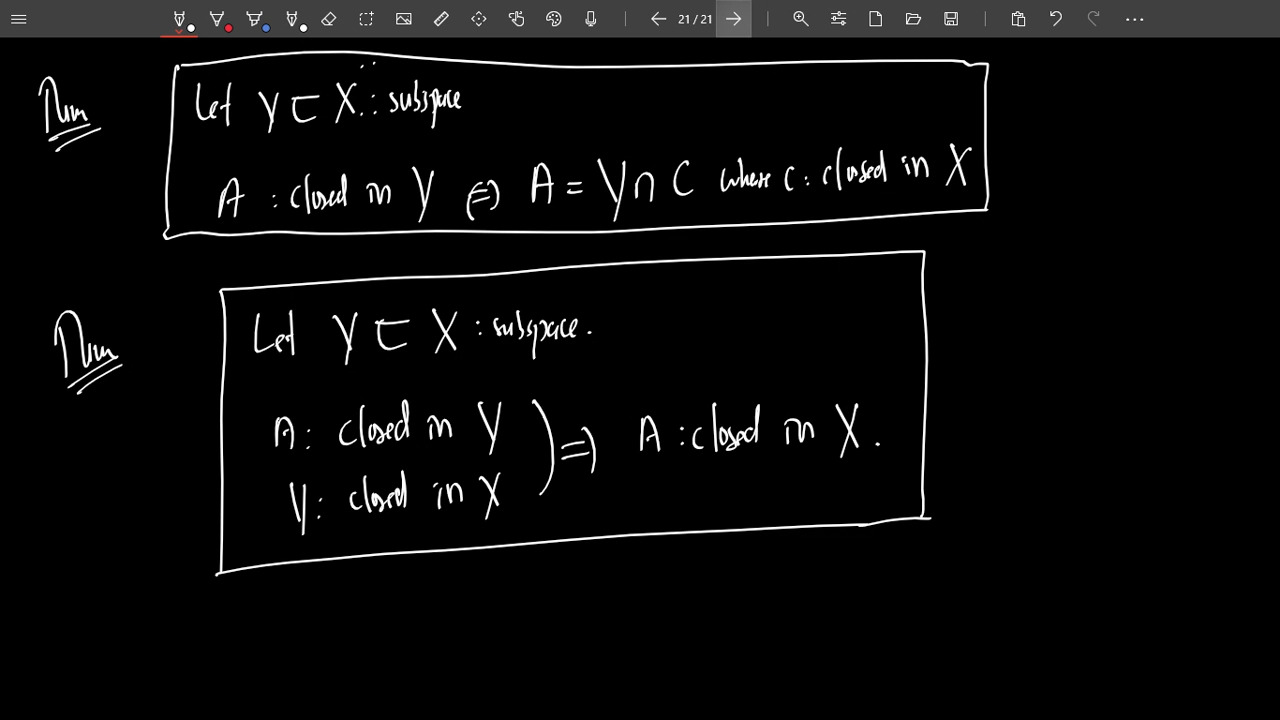 21 / 21
Thm
Let Y ⊂ X : subspace
A : closed in Y ⇔ A = Y ∩ C where C : closed in X
Thm
Let Y ⊂ X : subspace.
A : closed in Y
Y : closed in X ) ⇒ A : closed in X.